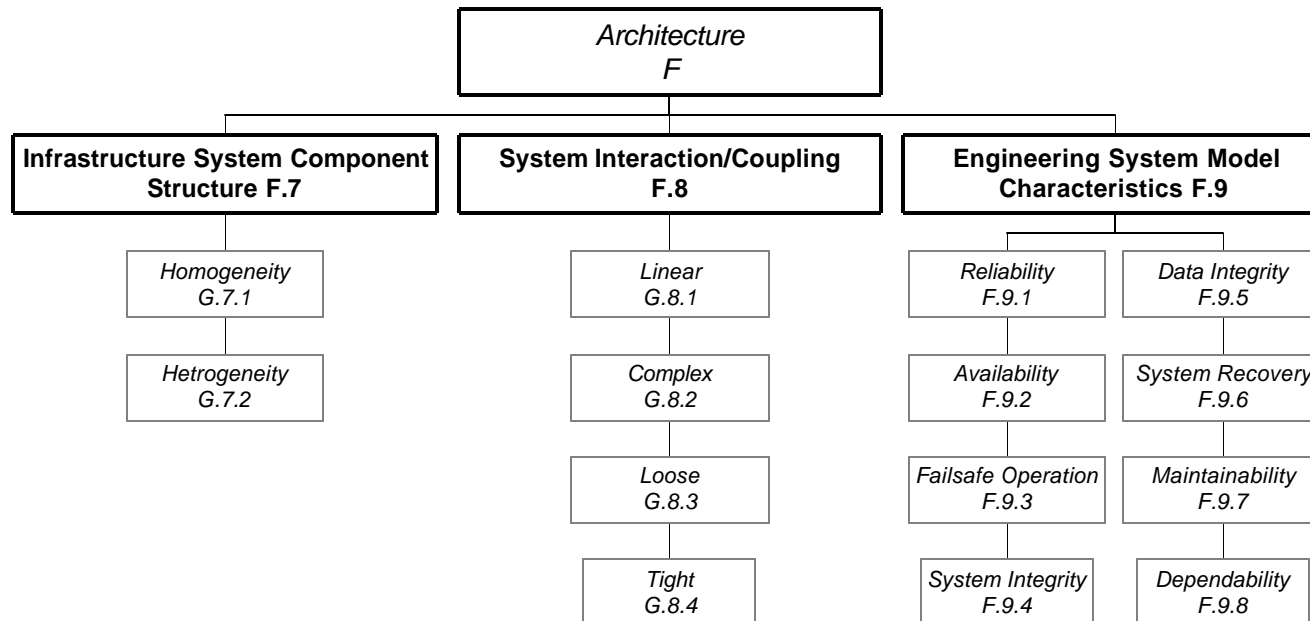 Architecture
F
Infrastructure System Component
Structure F.7
System Interaction/Coupling
F.8
Engineering System Model
Characteristics F.9
Homogeneity
G.7.1
Hetrogeneity
G.7.2
Linear
G.8.1
Complex
G.8.2
Loose
G.8.3
Tight
G.8.4
Reliability
F.9.1
Availability
F.9.2
Failsafe Operation
F.9.3
System Integrity
F.9.4
Data Integrity
F.9.5
System Recovery
F.9.6
Maintainability
F.9.7
Dependability
F.9.8